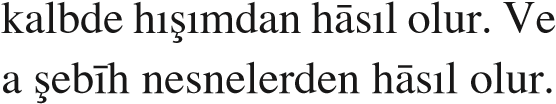 kalbde hışımdan hāsıl olur. Ve
a şebīh nesnelerden hāsıl olur.